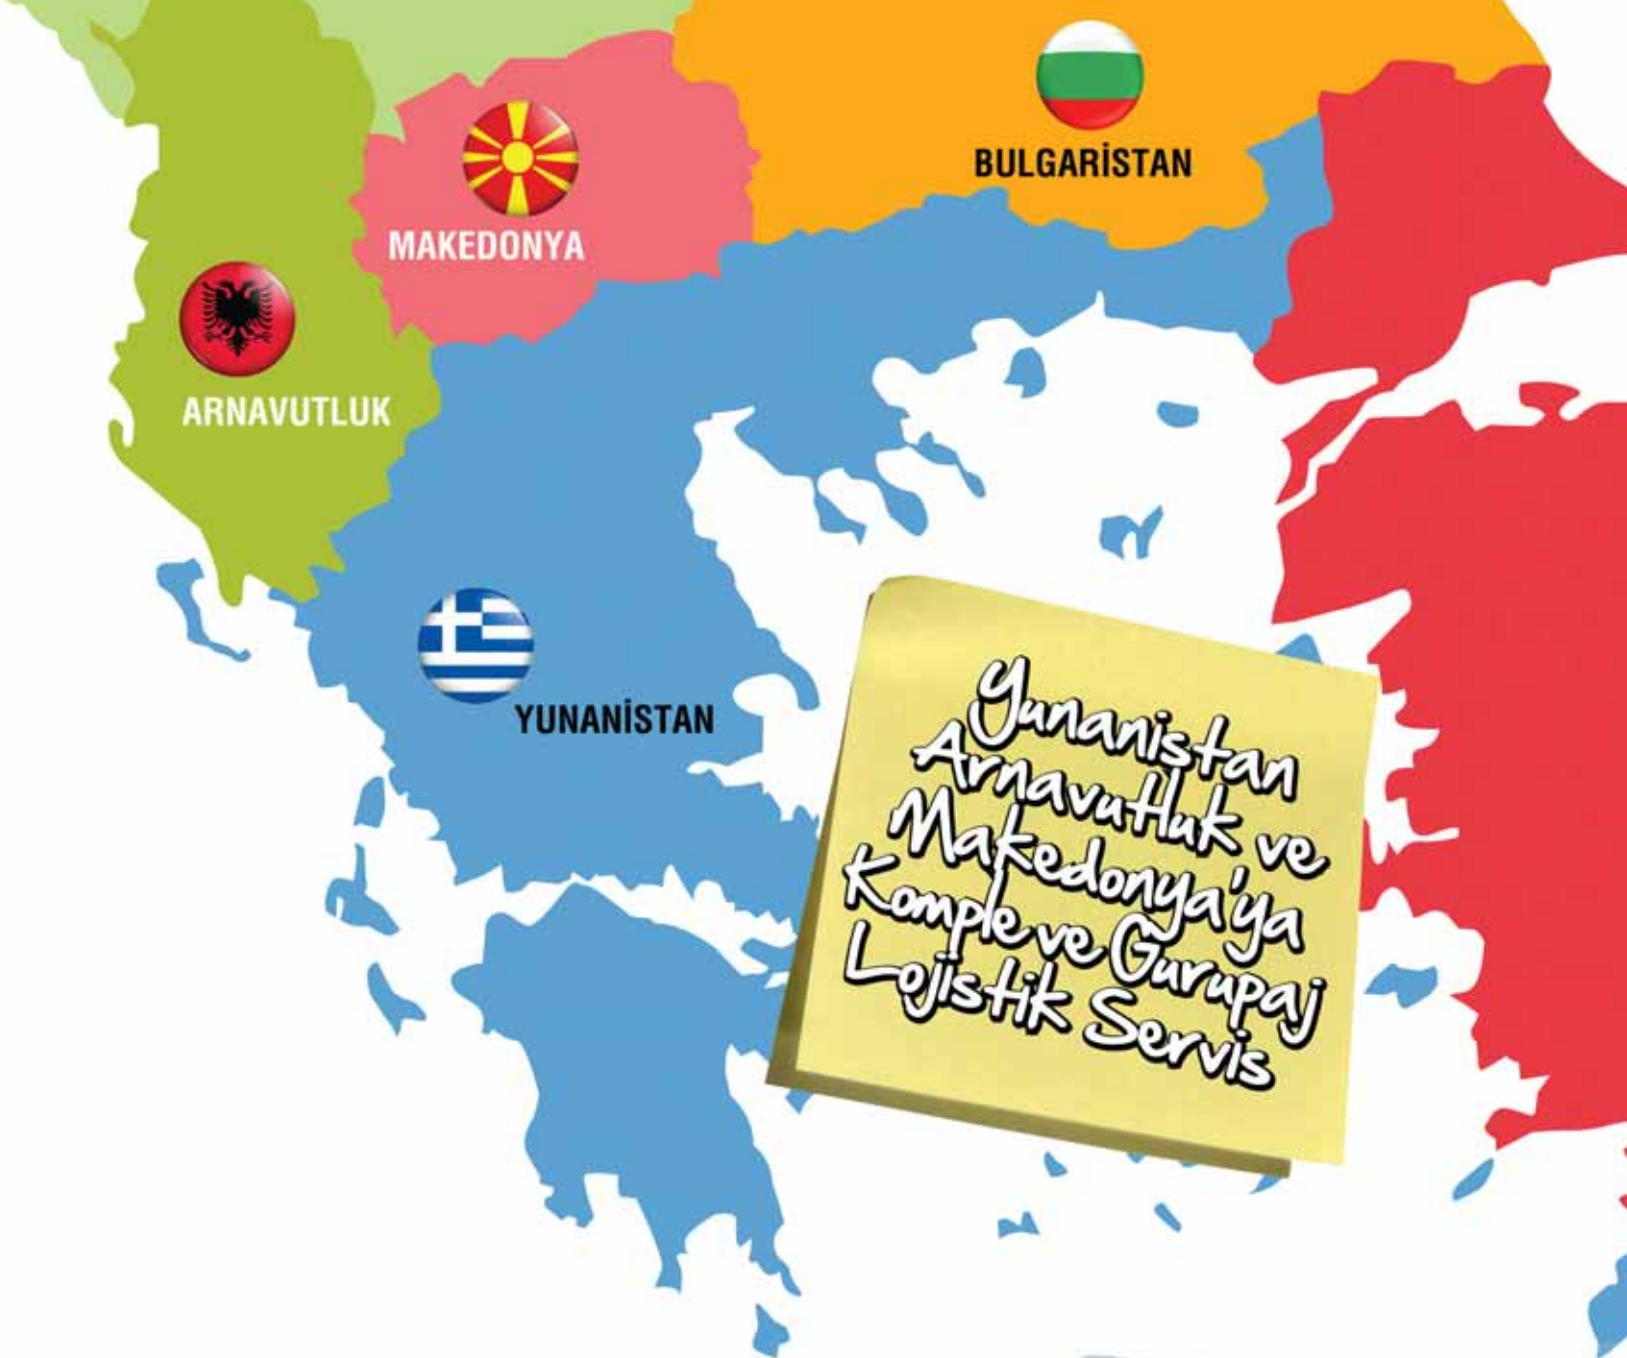 BULGARİSTAN
MAKEDONYA
ARNAVUTLUK
YUNANİSTAN
Yunanistan
Arnavutluk ve
Makedonya'ya
Komple ve Gurupaj
Lojistik Servis